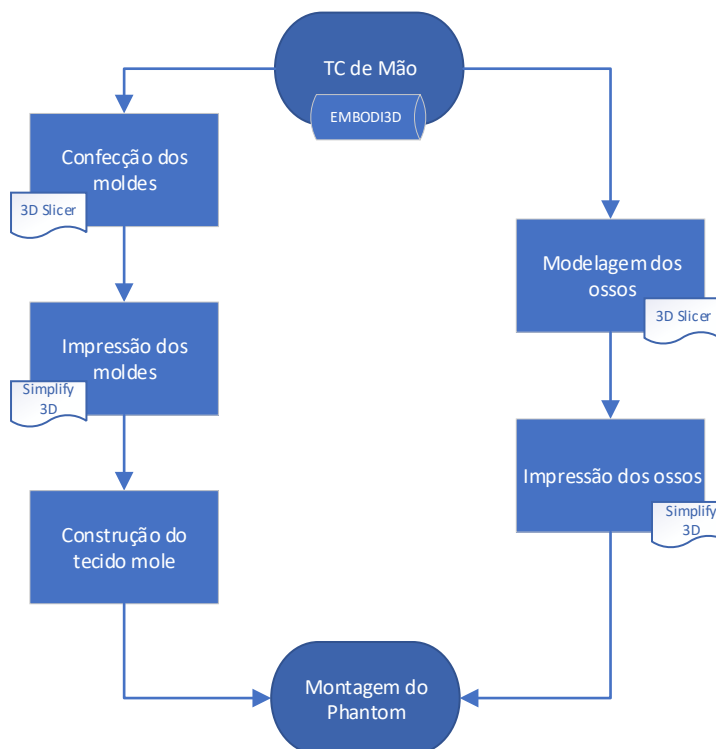 TC de Mão
EMBODI3D
Confecção dos
moldes
3D Slicer
Impressão dos
moldes
Simplify
3D
Construção do
tecido mole
Modelagem dos
ossos
3D Slicer
Impressão dos ossos
Simplify
3D
Montagem do
Phantom